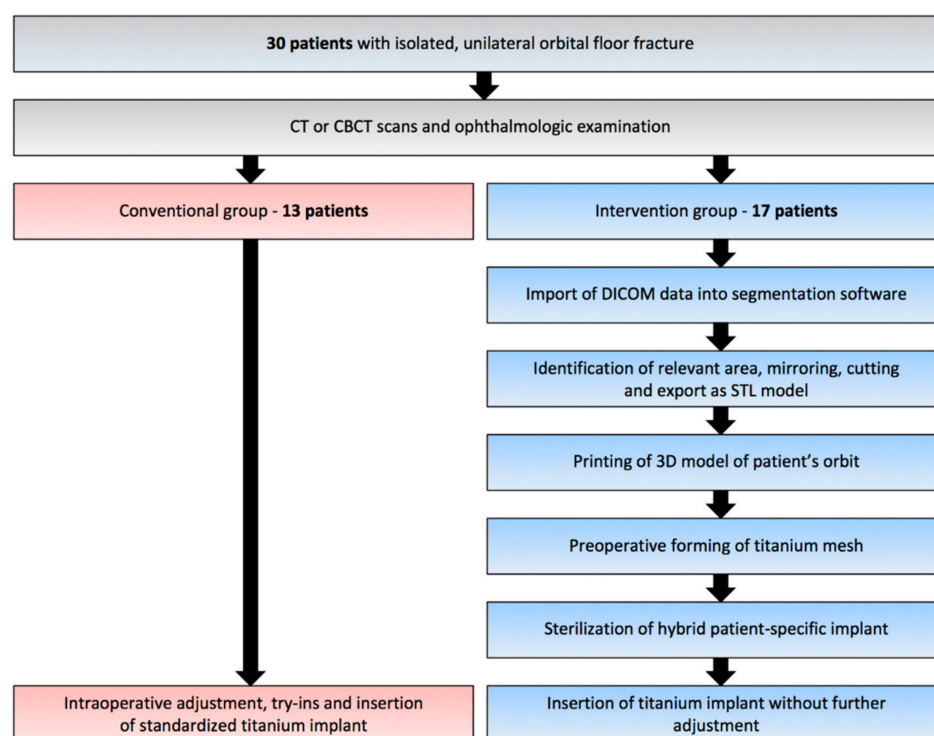 30 patients with isolated, unilateral orbital floor fracture
CT or CBCT scans and ophthalmologic examination
Conventional group - 13 patients
Intervention group - 17 patients
Import of DICOM data into segmentation software
Identification of relevant area, mirroring, cutting
and export as STL model
Printing of 3D model of patient’s orbit
Preoperative forming of titanium mesh
Sterilization of hybrid patient-specific implant
Intraoperative adjustment, try-ins and insertion
of standardized titanium implant
Insertion of titanium implant without further
adjustment